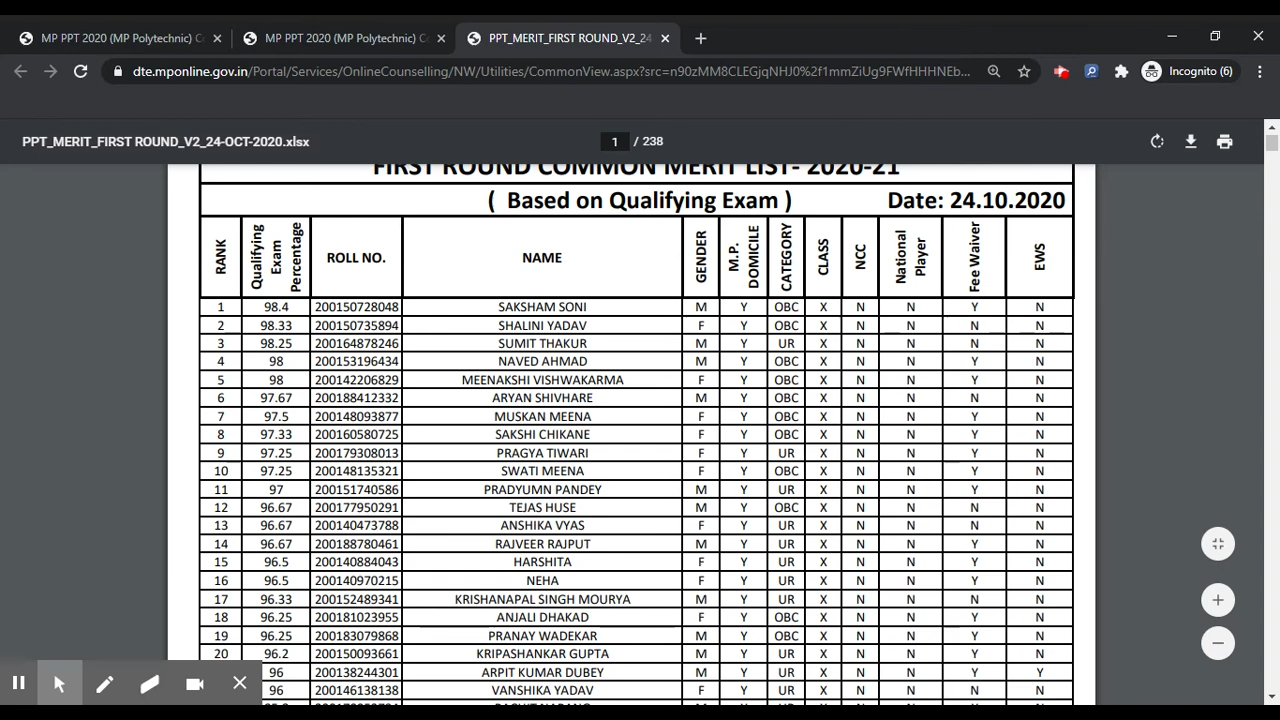 MP PPT 2020 (MP Polytechnic) Co
MP PPT 2020 (MP Polytechnic) Co
PPT_MERIT_FIRST ROUND_V2_24
dte.mponline.gov.in/Portal/Services/OnlineCounselling/NW/Utilities/CommonView.aspx?src=n90zMM8CLEGjqNHJ0%2f1mmZiUg9FWfHHHNEb...
Incognito (6)
PPT_MERIT_FIRST ROUND_V2_24-OCT-2020.xlsx
1 / 238
FIRST ROUND COMMON MERIT LIST- 2020-21
( Based on Qualifying Exam ) Date: 24.10.2020
RANK Qualifying Exam Percentage ROLL NO. NAME GENDER M.P. DOMICILE CATEGORY CLASS NCC National Player Fee Waiver EWS
1 98.4 200150728048 SAKSHAM SONI M Y OBC X N N Y N
2 98.33 200150735894 SHALINI YADAV F Y OBC X N N N N
3 98.25 200164878246 SUMIT THAKUR M Y UR X N N N N
4 98 200153196434 NAVED AHMAD M Y OBC X N N Y N
5 98 200142206829 MEENAKSHI VISHWAKARMA F Y OBC X N N Y N
6 97.67 200188412332 ARYAN SHIVHARE M Y OBC X N N N N
7 97.5 200148093877 MUSKAN MEENA F Y OBC X N N Y N
8 97.33 200160580725 SAKSHI CHIKANE F Y OBC X N N Y N
9 97.25 200179308013 PRAGYA TIWARI F Y UR X N N Y N
10 97.25 200148135321 SWATI MEENA F Y OBC X N N Y N
11 97 200151740586 PRADYUMN PANDEY M Y UR X N N Y N
12 96.67 200177950291 TEJAS HUSE M Y OBC X N N N N
13 96.67 200140473788 ANSHIKA VYAS F Y UR X N N N N
14 96.67 200188780461 RAJVEER RAJPUT M Y UR X N N Y N
15 96.5 200140884043 HARSHITA F Y UR X N N Y N
16 96.5 200140970215 NEHA F Y UR X N N Y N
17 96.33 200152489341 KRISHANAPAL SINGH MOURYA M Y UR X N N N N
18 96.25 200181023955 ANJALI DHAKAD F Y OBC X N N Y N
19 96.25 200183079868 PRANAY WADEKAR M Y OBC X N N Y N
20 96.2 200150093661 KRIPASHANKAR GUPTA M Y UR X N N Y N
96 200138244301 ARPIT KUMAR DUBEY M Y UR X N N Y Y
96 200146138138 VANSHIKA YADAV F Y UR X N N N N